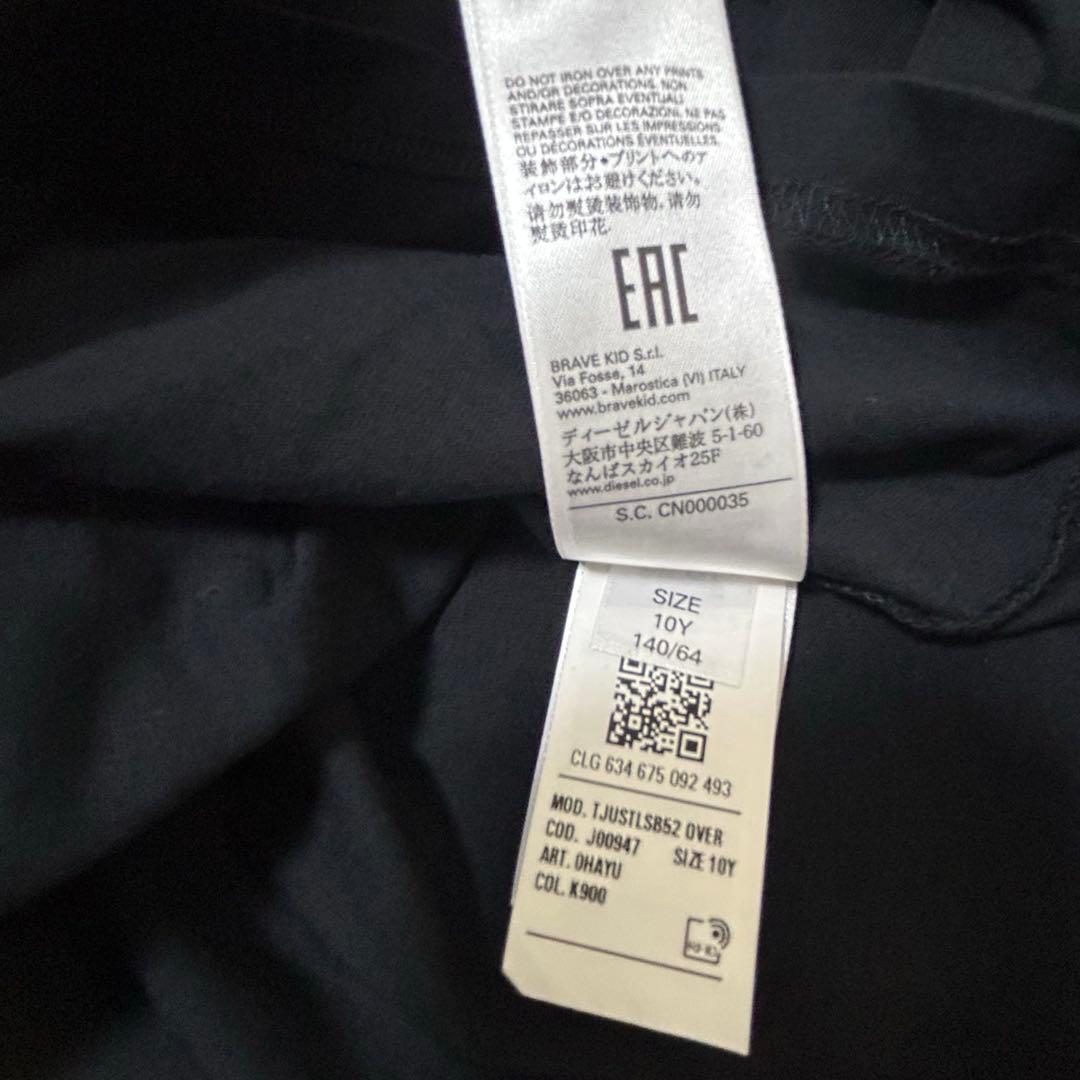 DO NOT IRON OVER ANY PRINTS
AND/OR DECORATIONS. NON
STIRARE SOPRA EVENTUALI
STAMPE E/O DECORAZIONI. NE PAS
REPASSER SUR LES IMPRESSIONS
OU DÉCORATIONS ÉVENTUELLES.
装飾部分•プリントへのア
イロンはお避けください。
请勿熨烫装饰物,请勿
熨烫印花.
EAC
BRAVE KID S.r.l.
Via Fosse, 14
36063 - Marostica (VI) ITALY
www.bravekid.com
ディーゼルジャパン(株)
大阪市中央区難波 5-1-60
なんばスカイオ25F
www.diesel.co.jp
S.C. CN000035
SIZE
10Y
140/64
CLG 634 675 092 493
MOD. TJUSTLSB52 OVER
COD. J00947 SIZE 10Y
ART. 0HAYU
COL. K900